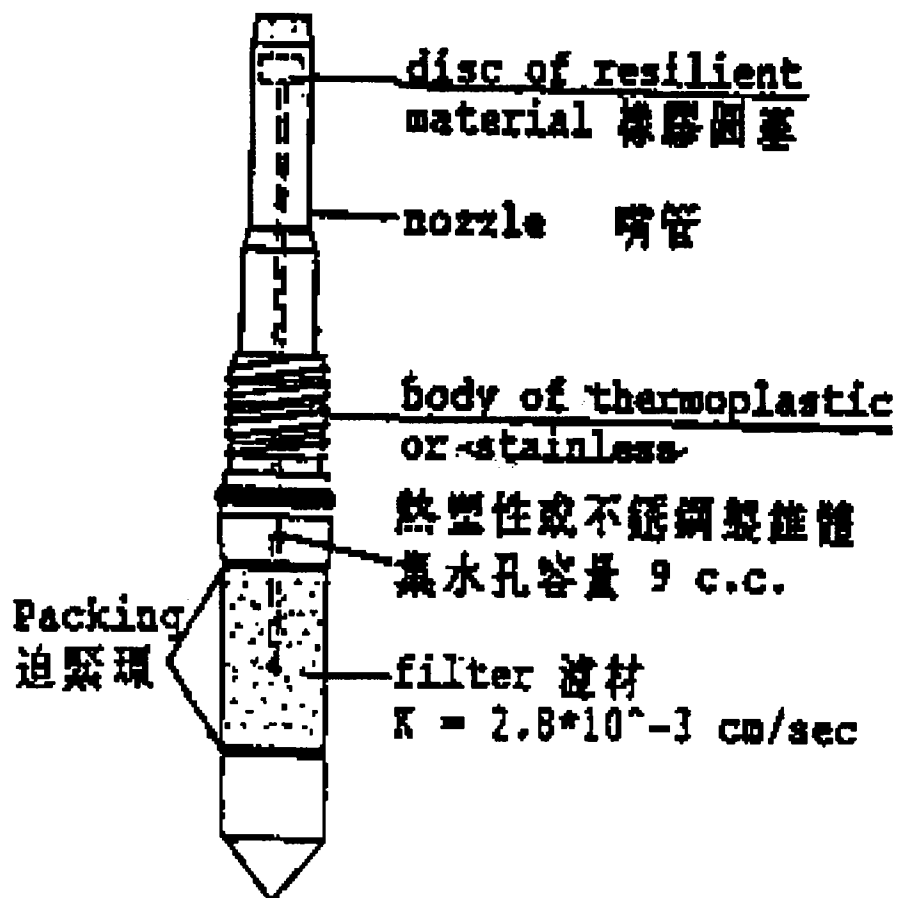 disc of resilient
material 橡膠圓塞
nozzle 嘴管
body of thermoplastic
or stainless
熱塑性或不銹鋼製錐體
集水孔容量 9 c.c.
Packing
迫緊環
filter 濾材
K = 2.8*10^-3 cm/sec